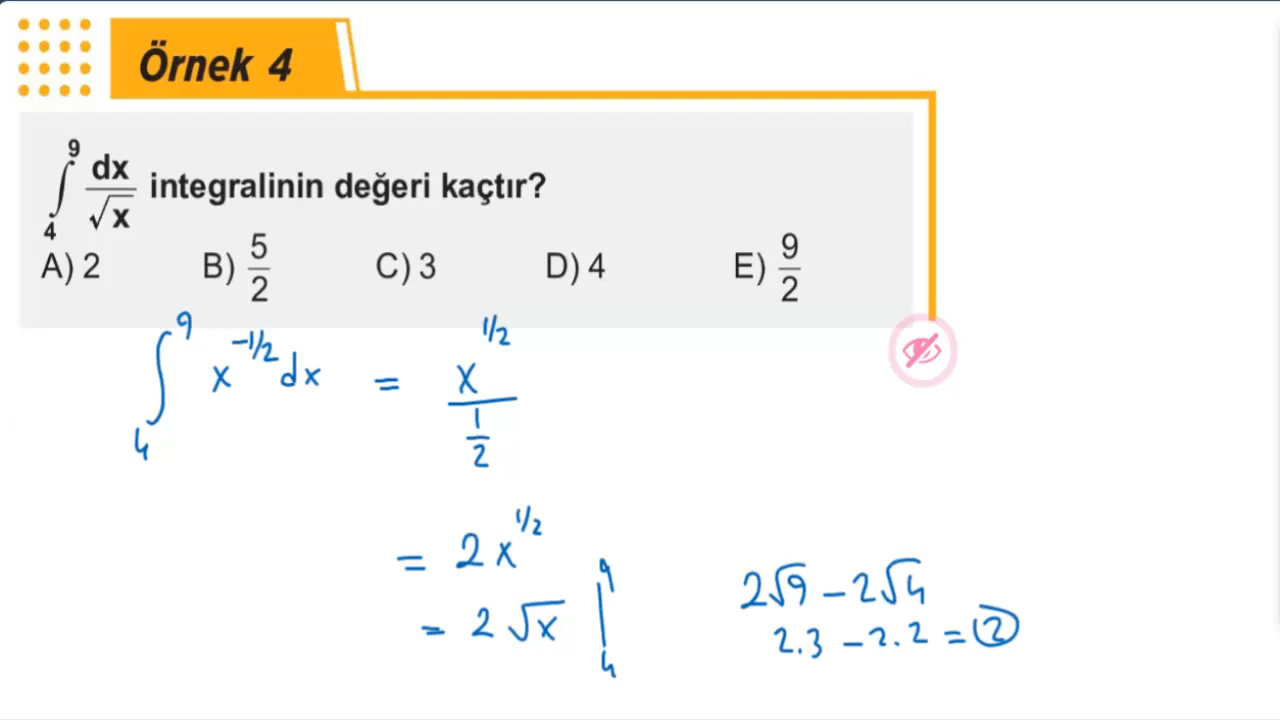 Örnek 4
∫₄⁹ dx/√x integralinin değeri kaçtır?
A) 2 B) 5/2 C) 3 D) 4 E) 9/2
∫₄⁹ x^(-1/2) dx = x^(1/2) / (1/2)
= 2x^(1/2)
= 2√x |₄⁹
2√9 - 2√4
2.3 - 2.2 = 2